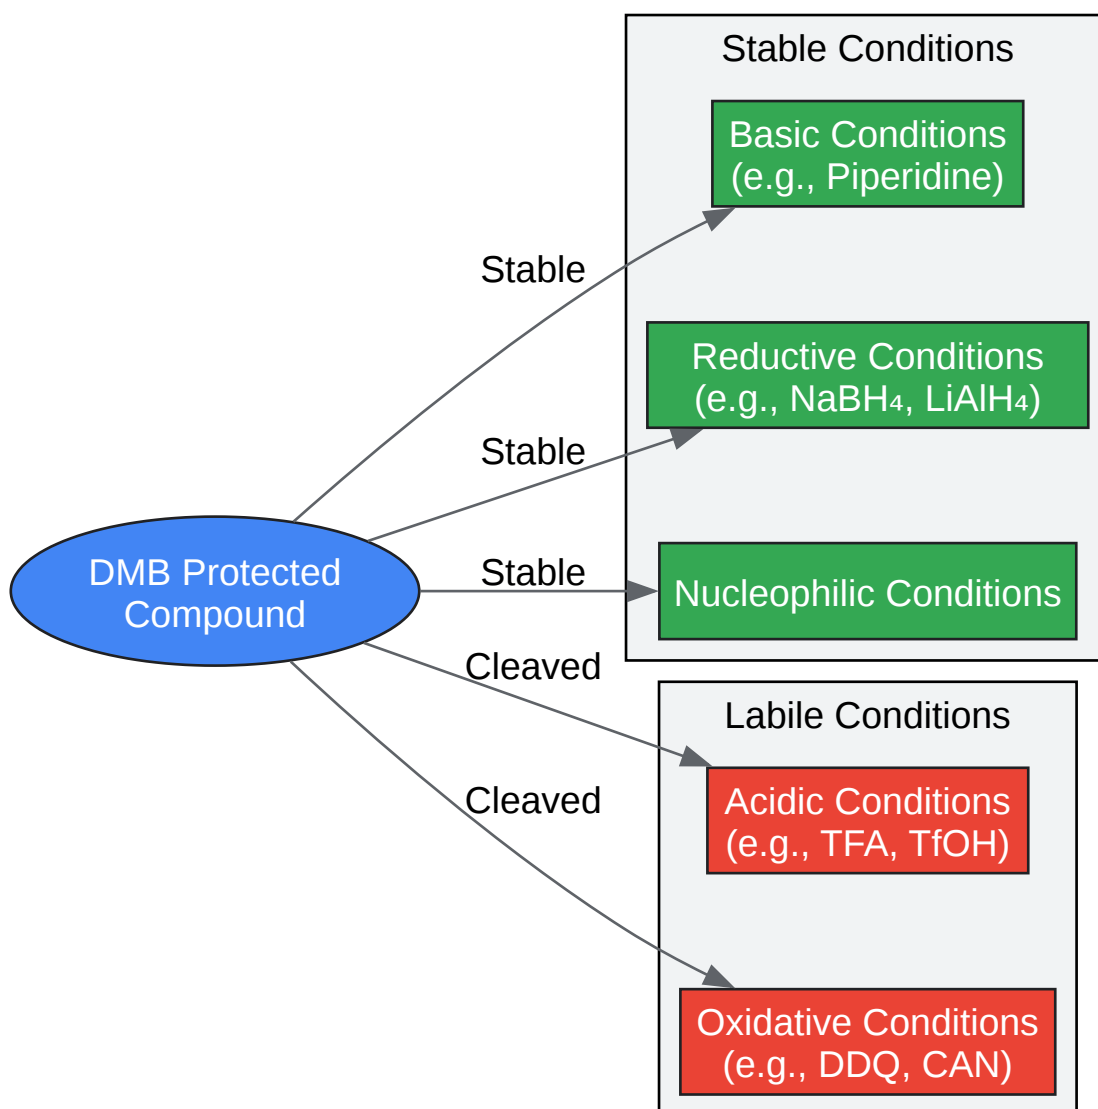 Stable Conditions
Basic Conditions
(e.g., Piperidine)
Stable
Reductive Conditions
(e.g., NaBH₄, LiAlH₄)
Stable
DMB Protected
Compound
Stable
Nucleophilic Conditions
Cleaved
Labile Conditions
Acidic Conditions
(e.g., TFA, TfOH)
Cleaved
Oxidative Conditions
(e.g., DDQ, CAN)